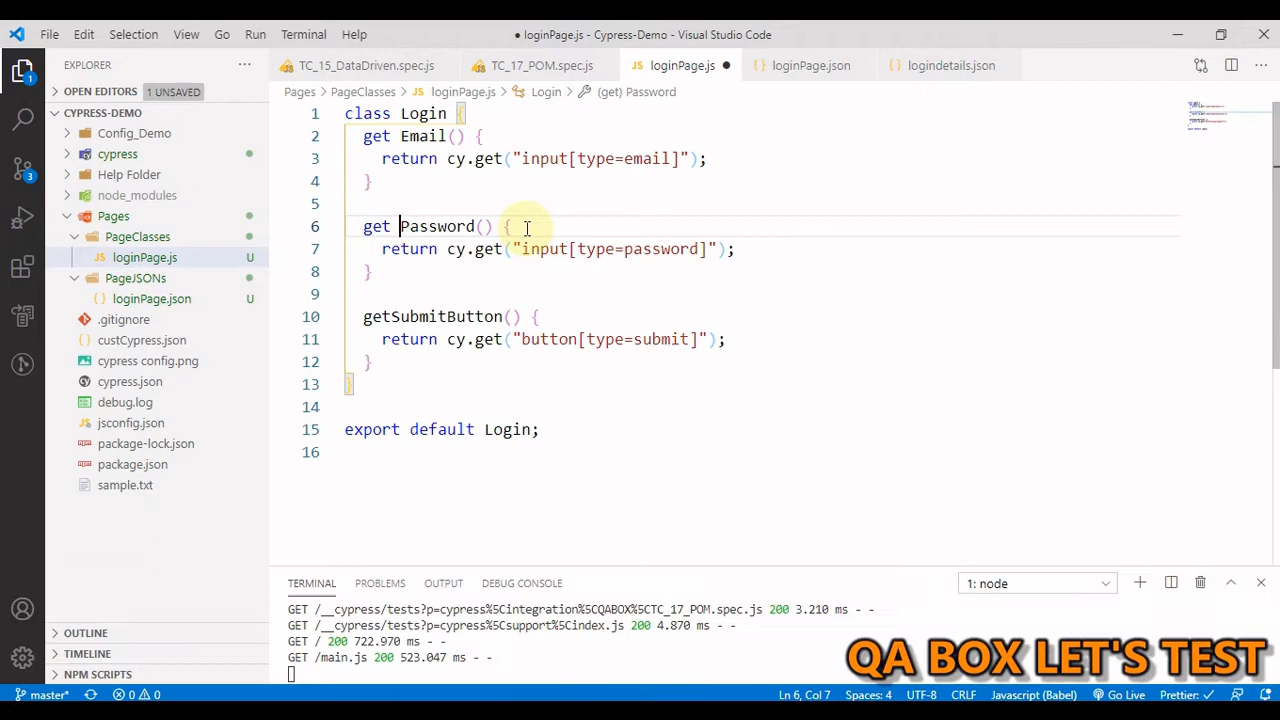 File Edit Selection View Go Run Terminal Help
● loginPage.js - Cypress-Demo - Visual Studio Code
EXPLORER ···
TC_15_DataDriven.spec.js
TC_17_POM.spec.js
JS loginPage.js ●
{} loginPage.json
{} logindetails.json
Pages > PageClasses > JS loginPage.js > Login > (get) Password
OPEN EDITORS 1 UNSAVED
CYPRESS-DEMO
Config_Demo
cypress
Help Folder
node_modules
Pages
PageClasses
JS loginPage.js U
PageJSONs
{} loginPage.json U
.gitignore
custCypress.json
cypress config.png
cypress.json
debug.log
jsconfig.json
package-lock.json
package.json
sample.txt
OUTLINE
TIMELINE
NPM SCRIPTS
1
3
1 class Login {
2 get Email() {
3 return cy.get("input[type=email]");
4 }
5
6 get Password() {
7 return cy.get("input[type=password]");
8 }
9
10 getSubmitButton() {
11 return cy.get("button[type=submit]");
12 }
13 }
14
15 export default Login;
16
TERMINAL PROBLEMS OUTPUT DEBUG CONSOLE 1: node
GET /__cypress/tests?p=cypress%5Cintegration%5CQABOX%5CTC_17_POM.spec.js 200 3.210 ms - -
GET /__cypress/tests?p=cypress%5Csupport%5Cindex.js 200 4.870 ms - -
GET / 200 722.970 ms - -
GET /main.js 200 523.047 ms - -
QA BOX LET'S TEST
master* 0 0 Ln 6, Col 7 Spaces: 4 UTF-8 CRLF Javascript (Babel) Go Live Prettier: ✓